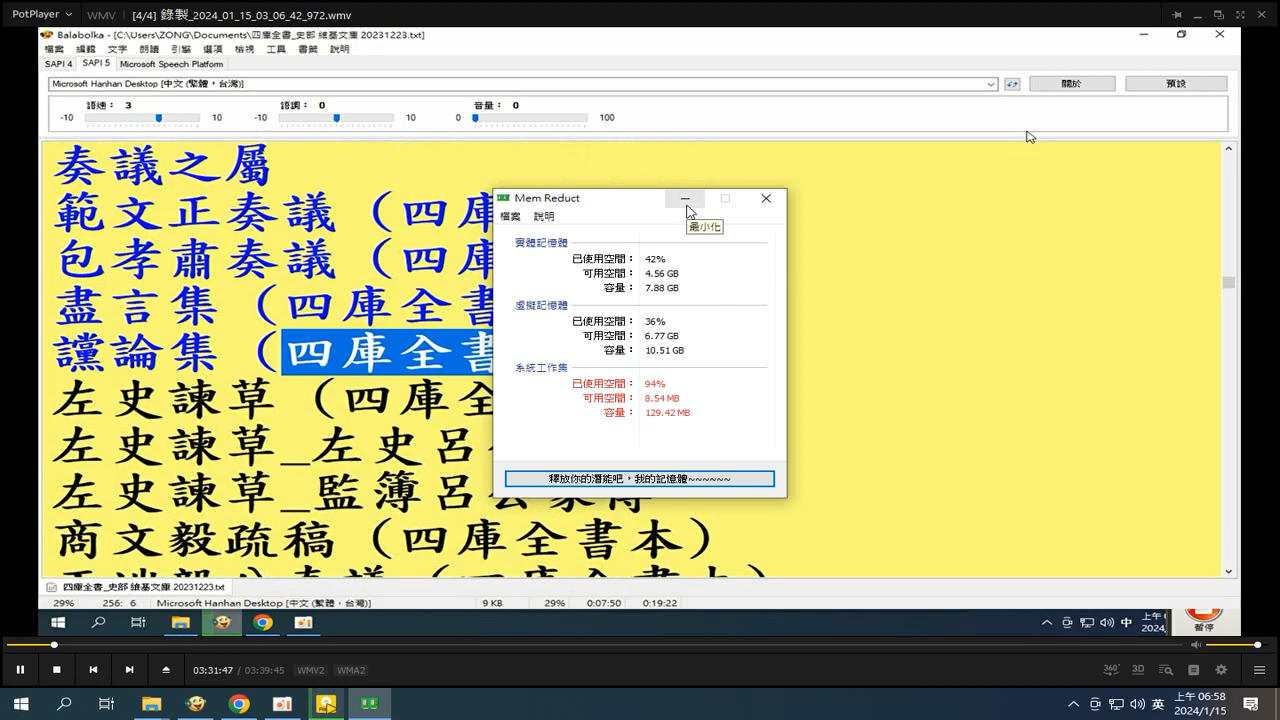 PotPlayer WMV [4/4] 錄製_2024_01_15_03_06_42_972.wmv
Balabolka - [C:\Users\ZONG\Documents\四庫全書_史部 維基文庫 20231223.txt]
檔案 編輯 文字 朗讀 引擎 選項 檢視 工具 書籤 說明
SAPI 4 SAPI 5 Microsoft Speech Platform
Microsoft Hanhan Desktop [中文 (繁體，台灣)] 關於 預設
語速： 3 語調： 0 音量： 0
-10 10 -10 10 0 100
奏議之屬
範文正奏議（四庫
包孝肅奏議（四庫
盡言集（四庫全書
讜論集（四庫全書
左史諫草（四庫全
左史諫草_左史呂
左史諫草_監簿呂公家傳
商文毅疏稿（四庫全書本）
Mem Reduct
檔案 說明
最小化
實體記憶體
已使用空間： 42%
可用空間： 4.56 GB
容量： 7.88 GB
虛擬記憶體
已使用空間： 36%
可用空間： 6.77 GB
容量： 10.51 GB
系統工作集
已使用空間： 94%
可用空間： 8.54 MB
容量： 129.42 MB
釋放你的潛能吧，我的記憶體~~~~~~
四庫全書_史部 維基文庫 20231223.txt
29% 256: 6 Microsoft Hanhan Desktop [中文 (繁體，台灣)] 9 KB 29% 0:07:50 0:19:22
中 上午
2024/
暫停
03:31:47 / 03:39:45 WMV2 WMA2 360° 3D
英 上午 06:58
2024/1/15